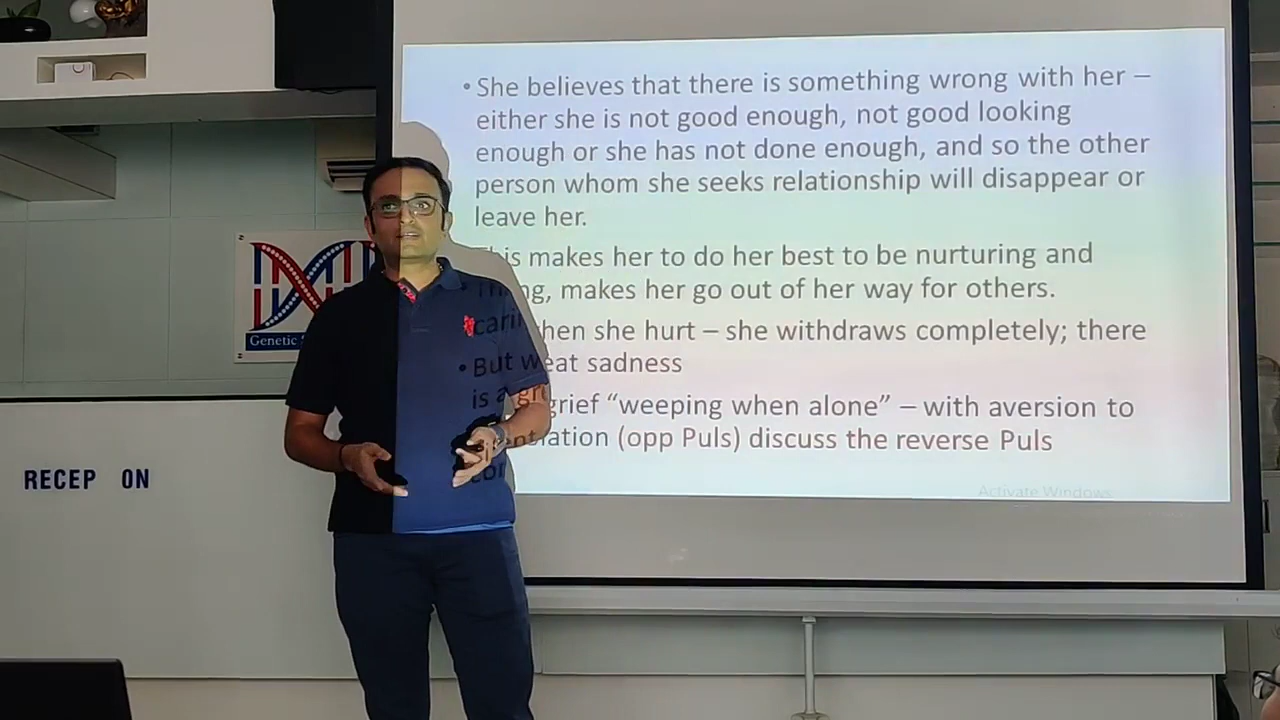 • She believes that there is something wrong with her –
either she is not good enough, not good looking
enough or she has not done enough, and so the other
person whom she seeks relationship will disappear or
leave her.
• This makes her to do her best to be nurturing and
caring, makes her go out of her way for others.
• But when she hurt – she withdraws completely; there
is a great sadness
grief “weeping when alone” – with aversion to
(opp Puls) discuss the reverse Puls
Activate Windows
Genetic
RECEP ON